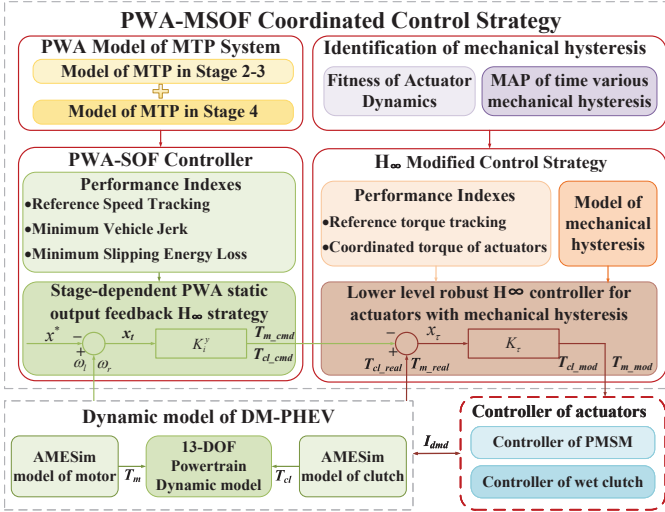 PWA-MSOF Coordinated Control Strategy
PWA Model of MTP System
Model of MTP in Stage 2-3
Model of MTP in Stage 4
Identification of mechanical hysteresis
Fitness of Actuator
Dynamics
MAP of time various
mechanical hysteresis
PWA-SOF Controller
Performance Indexes
•Reference Speed Tracking
•Minimum Vehicle Jerk
•Minimum Slipping Energy Loss
Stage-dependent PWA static
output feedback H∞ strategy
x*
−
+
x_t
K_i^y
T_m_cmd
T_cl_cmd
ω_l
ω_r
H∞ Modified Control Strategy
Performance Indexes
•Reference torque tracking
•Coordinated torque of actuators
Model of
mechanical
hysteresis
Lower level robust H∞ controller for
actuators with mechanical hysteresis
−
+
x_τ
K_τ
T_cl_real
T_m_real
T_cl_mod
T_m_mod
Dynamic model of DM-PHEV
AMESim
model of motor
T_m
13-DOF
Powertrain
Dynamic model
T_cl
AMESim
model of clutch
I_dmd
Controller of actuators
Controller of PMSM
Controller of wet clutch